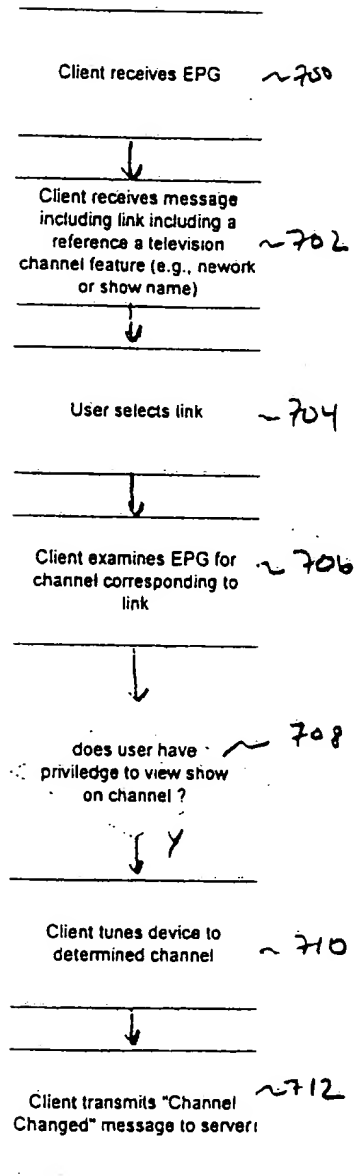 Client receives EPG ~700
Client receives message
including link including a
reference a television ~702
channel feature (e.g., nework
or show name)
User selects link ~704
Client examines EPG for ~706
channel corresponding to
link
does user have 708
priviledge to view show
on channel ?
Y
Client tunes device to
determined channel ~710
Client transmits "Channel ~712
Changed" message to server